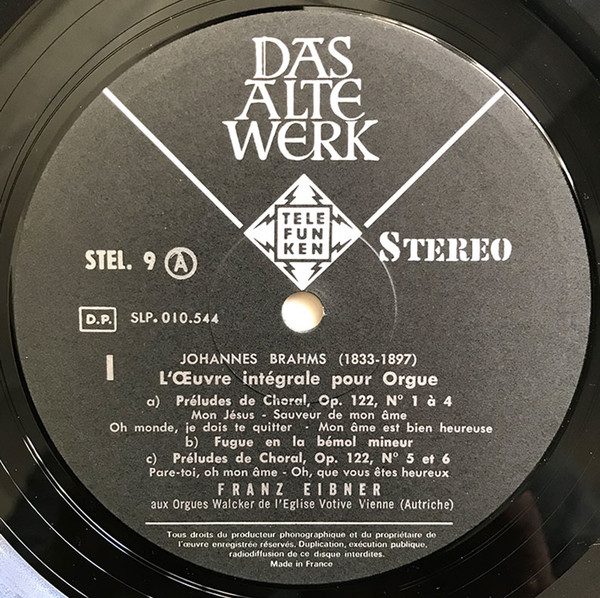 DAS
ALTE
WERK
TELE
FUN
KEN
STEREO
STEL. 9 A
D.P. SLP. 010.544
I
JOHANNES BRAHMS (1833-1897)
L'Œuvre intégrale pour Orgue
a) Préludes de Choral, Op. 122, N° 1 à 4
Mon Jésus - Sauveur de mon âme
Oh monde, je dois te quitter - Mon âme est bien heureuse
b) Fugue en la bémol mineur
c) Préludes de Choral, Op. 122, N° 5 et 6
Pare-toi, oh mon âme - Oh, que vous êtes heureux
FRANZ EIBNER
aux Orgues Walcker de l'Eglise Votive Vienne (Autriche)
Tous droits du producteur phonographique et du propriétaire de
l'œuvre enregistrée réservés. Duplication, exécution publique,
radiodiffusion de ce disque interdites.
Made in France